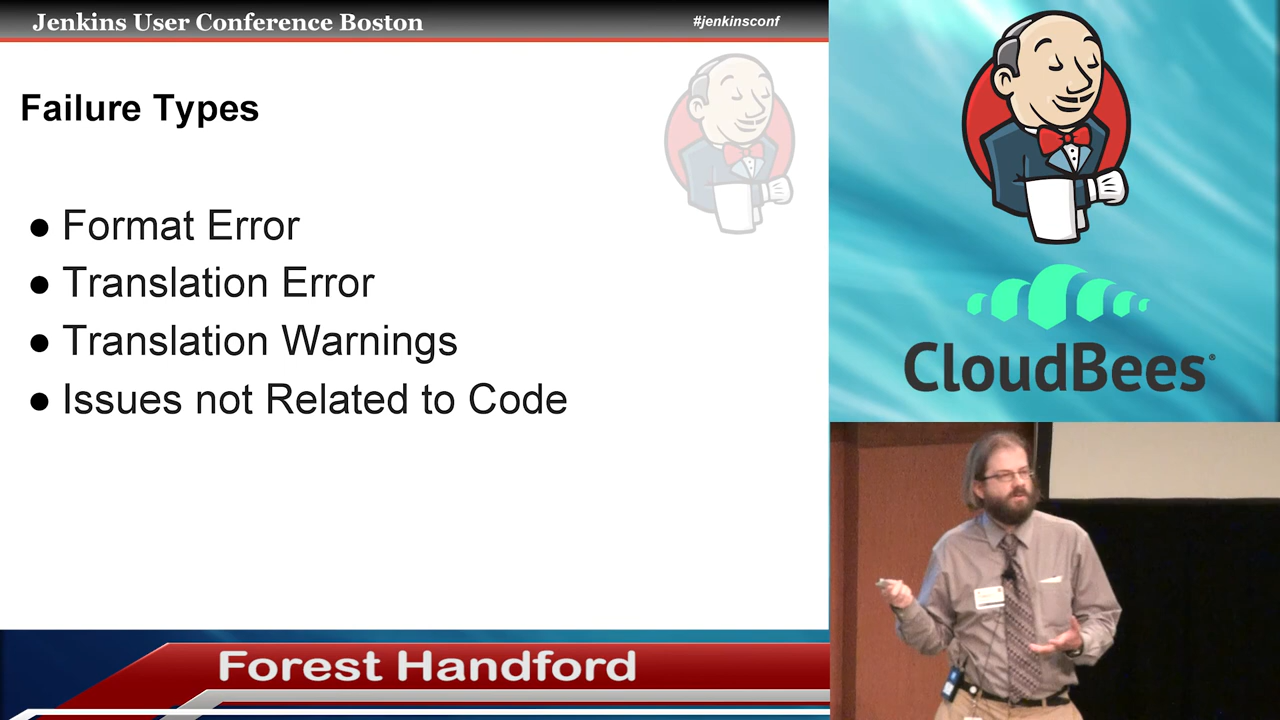 Jenkins User Conference Boston
#jenkinsconf
Failure Types
● Format Error
● Translation Error
● Translation Warnings
● Issues not Related to Code
CloudBees®
Forest Handford